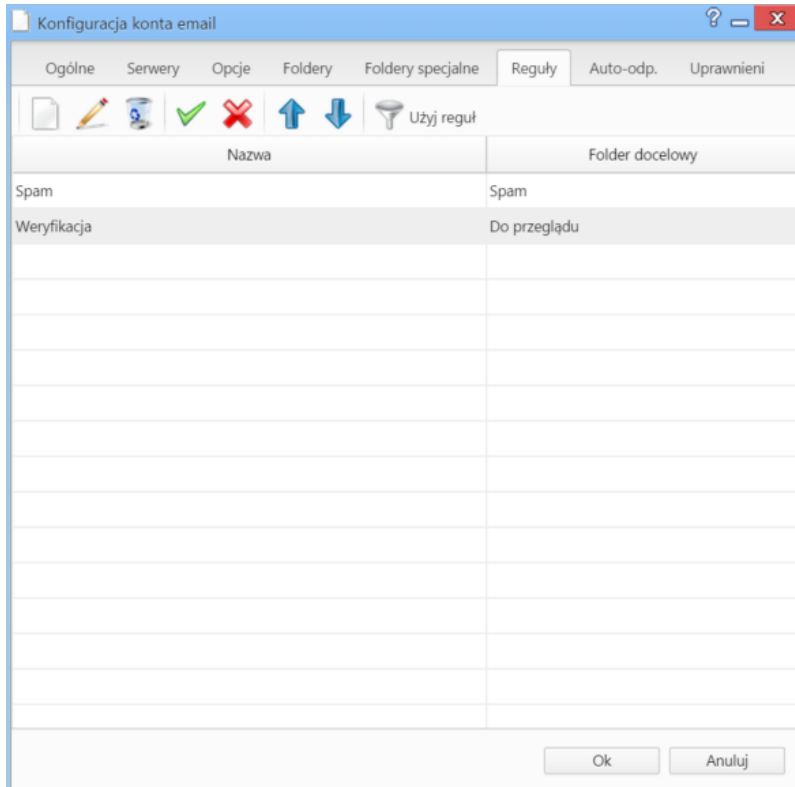 Konfiguracja konta email
Ogólne Serwery Opcje Foldery Foldery specjalne Reguły Auto-odp. Uprawnieni
Użyj reguł
Nazwa Folder docelowy
Spam Spam
Weryfikacja Do przeglądu
Ok Anuluj